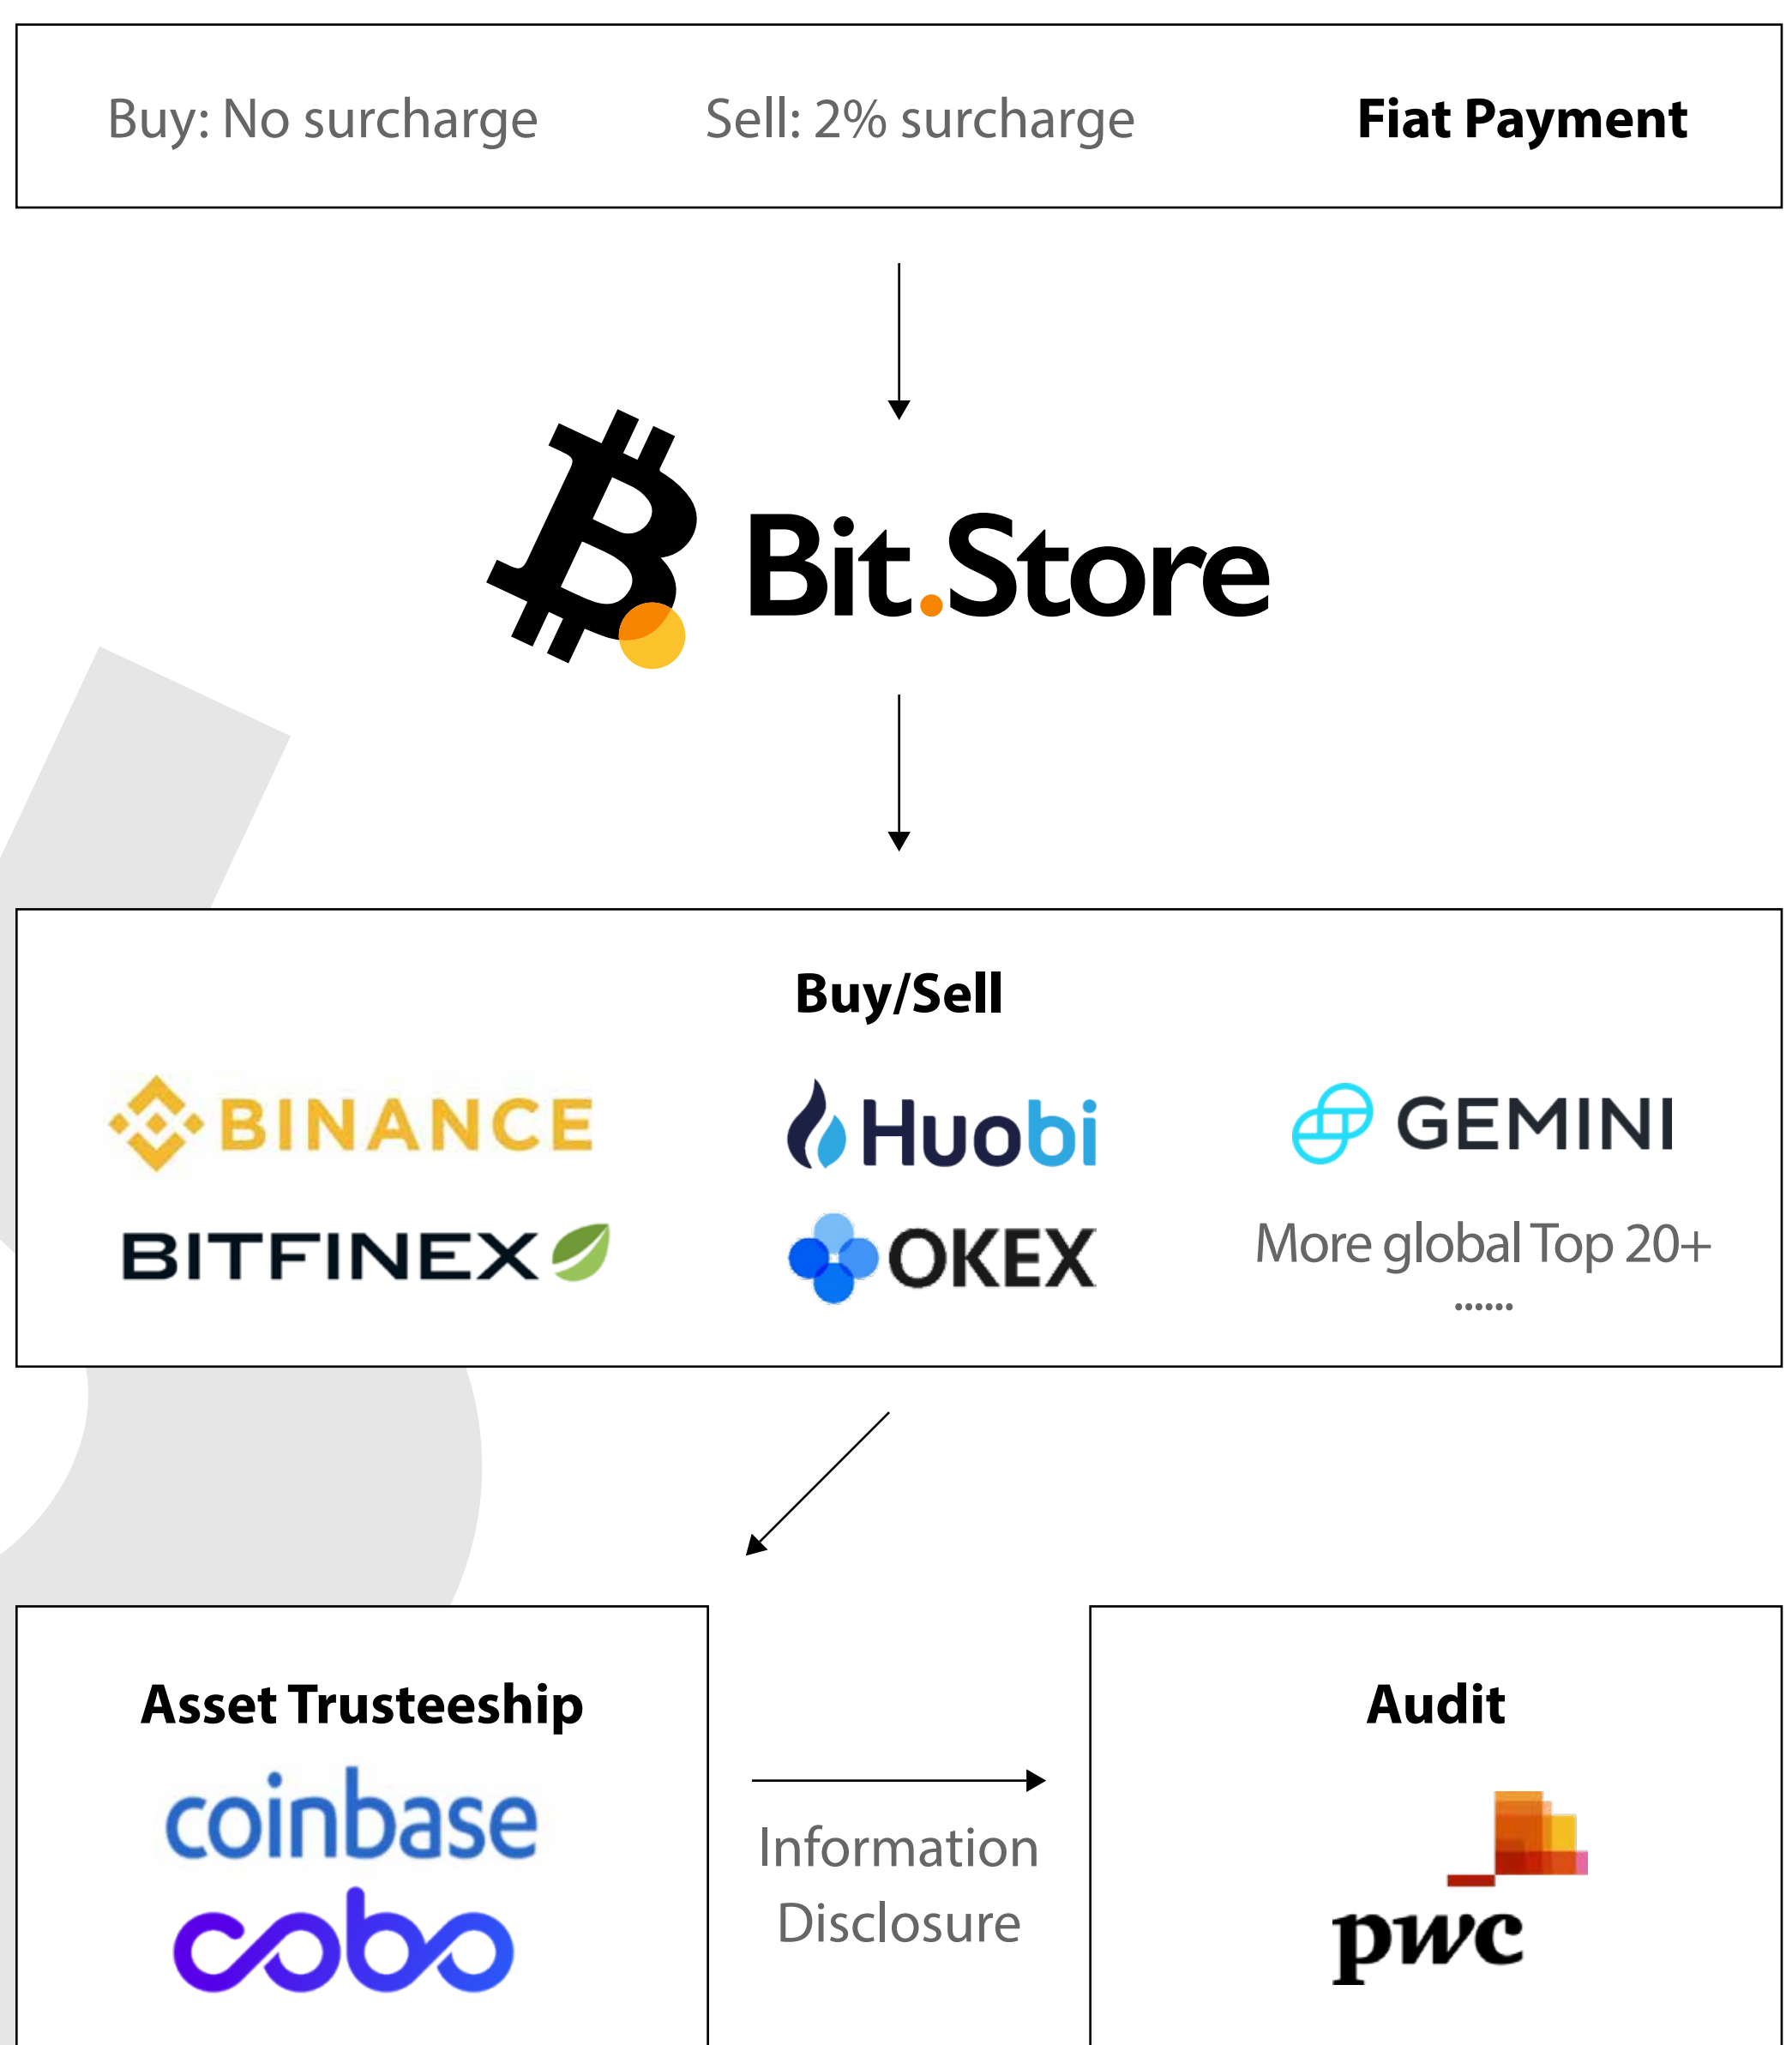 Buy: No surcharge Sell: 2% surcharge Fiat Payment
Bit.Store
Buy/Sell
BINANCE Huobi GEMINI
BITFINEX OKEX More global Top 20+
......
Asset Trusteeship
coinbase
cobo
Information
Disclosure
Audit
pwc